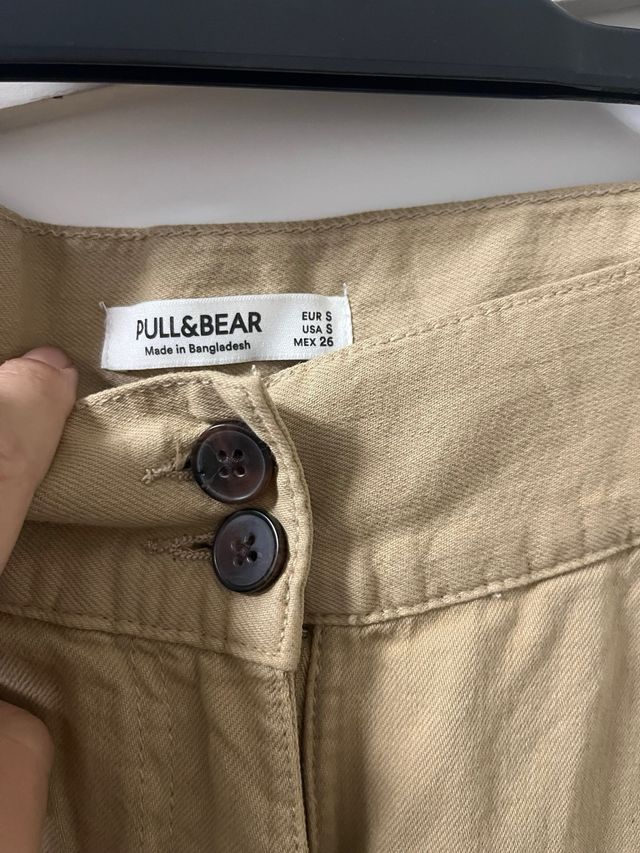 PULL&BEAR
Made in Bangladesh
EUR S
USA S
MEX 26